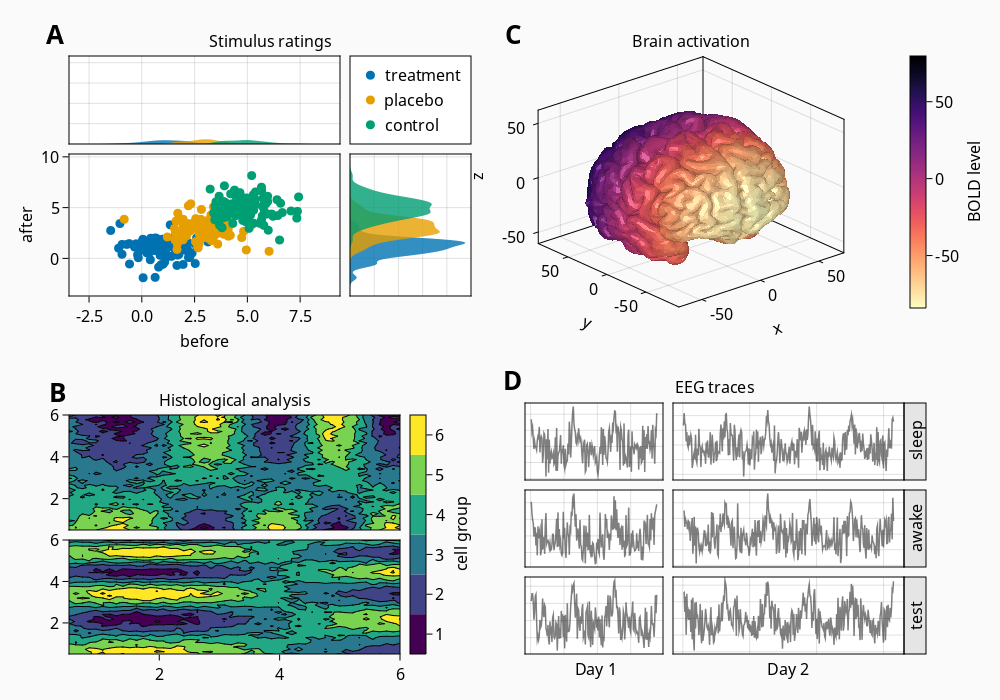 A
Stimulus ratings
treatment
placebo
control
after
10
5
0
-2.5 0.0 2.5 5.0 7.5
before
C
Brain activation
z
50
0
-50
50
0
-50
y
-50
0
50
x
50
0
-50
BOLD level
B
Histological analysis
6
4
2
6
4
2
2 4 6
6
5
4
3
2
1
cell group
D
EEG traces
sleep
awake
test
Day 1 Day 2